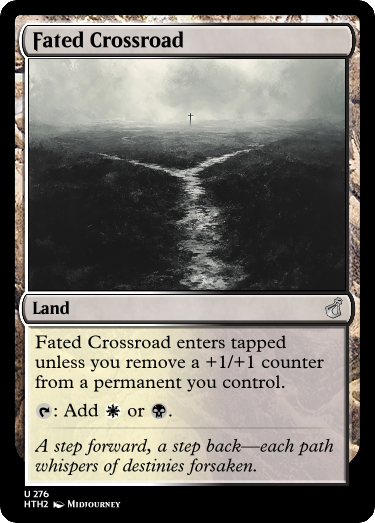 Fated Crossroad
Land
Fated Crossroad enters tapped
unless you remove a +1/+1 counter
from a permanent you control.
: Add or .
A step forward, a step back—each path
whispers of destinies forsaken.
U 276
HTH2 Midjourney